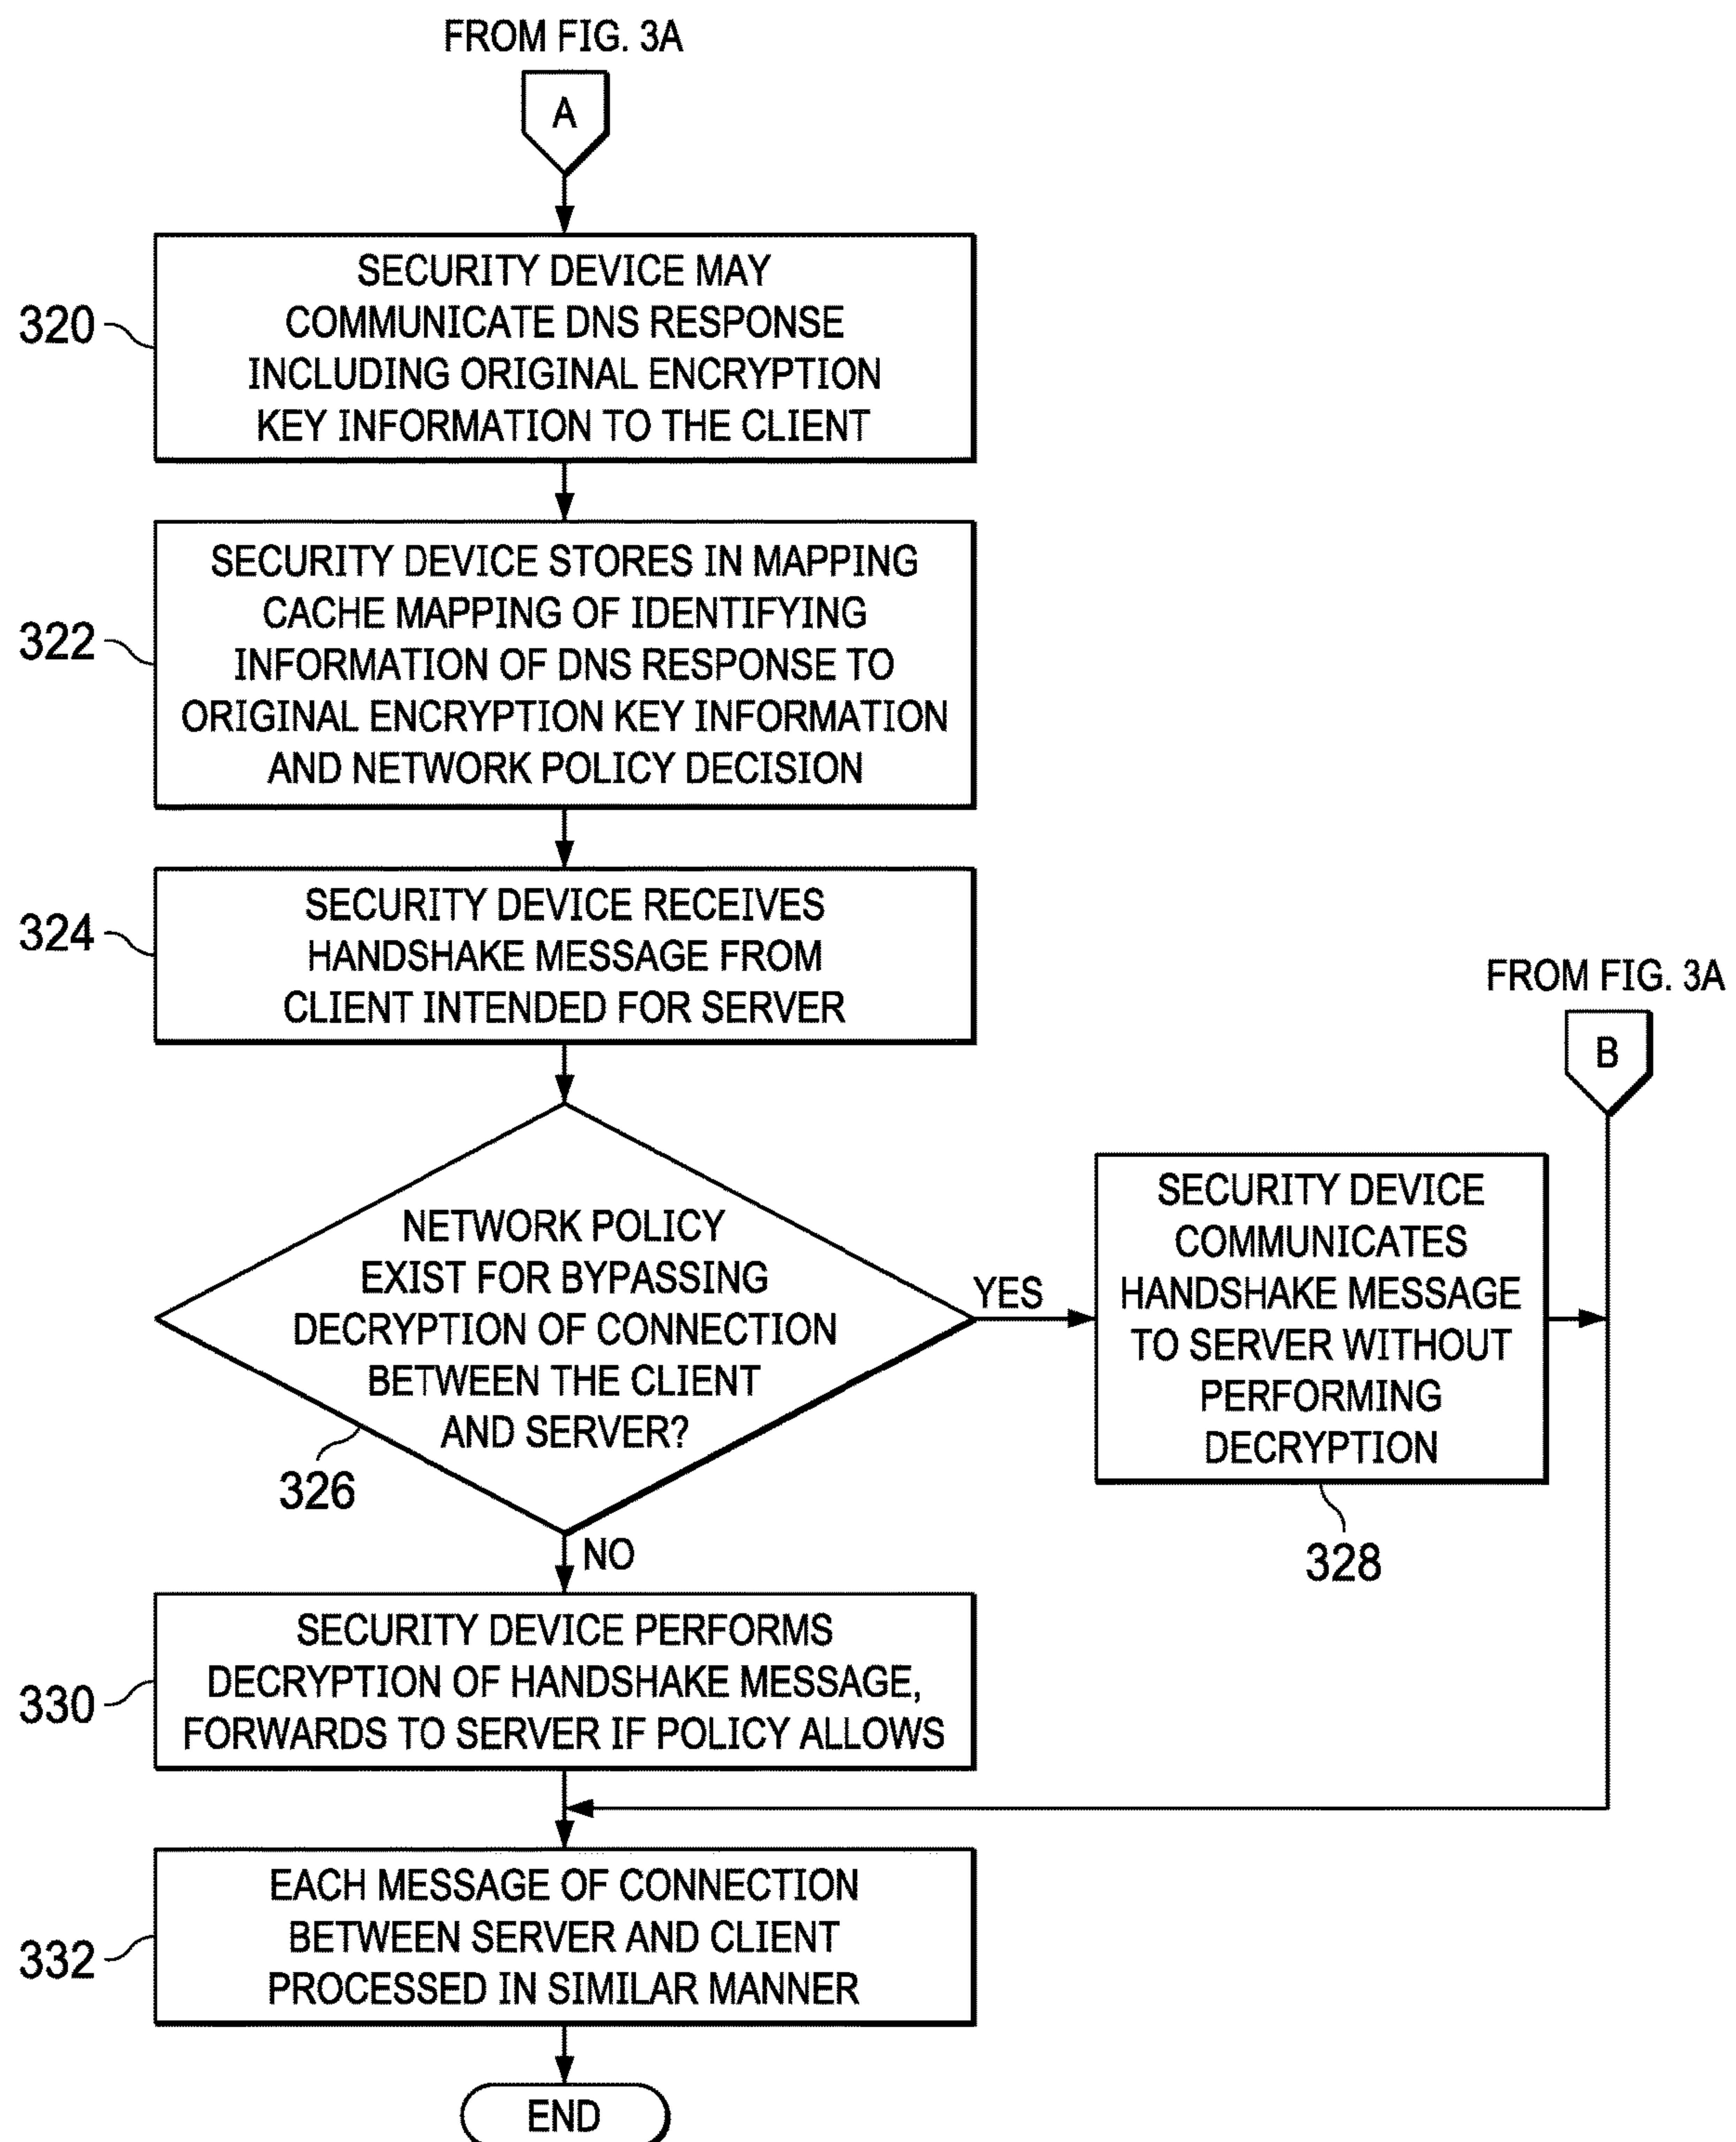 FROM FIG. 3A
A
320
SECURITY DEVICE MAY
COMMUNICATE DNS RESPONSE
INCLUDING ORIGINAL ENCRYPTION
KEY INFORMATION TO THE CLIENT
322
SECURITY DEVICE STORES IN MAPPING
CACHE MAPPING OF IDENTIFYING
INFORMATION OF DNS RESPONSE TO
ORIGINAL ENCRYPTION KEY INFORMATION
AND NETWORK POLICY DECISION
324
SECURITY DEVICE RECEIVES
HANDSHAKE MESSAGE FROM
CLIENT INTENDED FOR SERVER
FROM FIG. 3A
B
NETWORK POLICY
EXIST FOR BYPASSING
DECRYPTION OF CONNECTION
BETWEEN THE CLIENT
AND SERVER?
326
YES
SECURITY DEVICE
COMMUNICATES
HANDSHAKE MESSAGE
TO SERVER WITHOUT
PERFORMING
DECRYPTION
328
NO
330
SECURITY DEVICE PERFORMS
DECRYPTION OF HANDSHAKE MESSAGE,
FORWARDS TO SERVER IF POLICY ALLOWS
332
EACH MESSAGE OF CONNECTION
BETWEEN SERVER AND CLIENT
PROCESSED IN SIMILAR MANNER
END